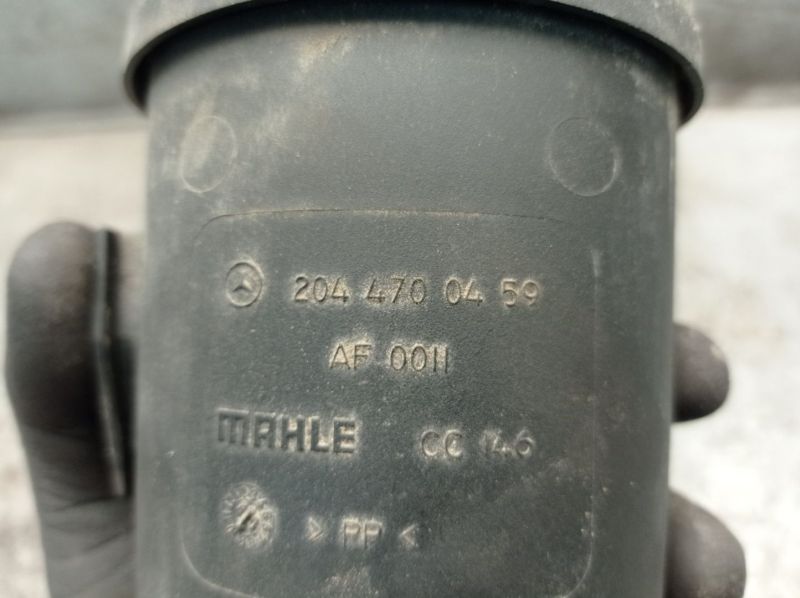 204 470 04 59
AF 0011
MAHLE CC 146
> PP <